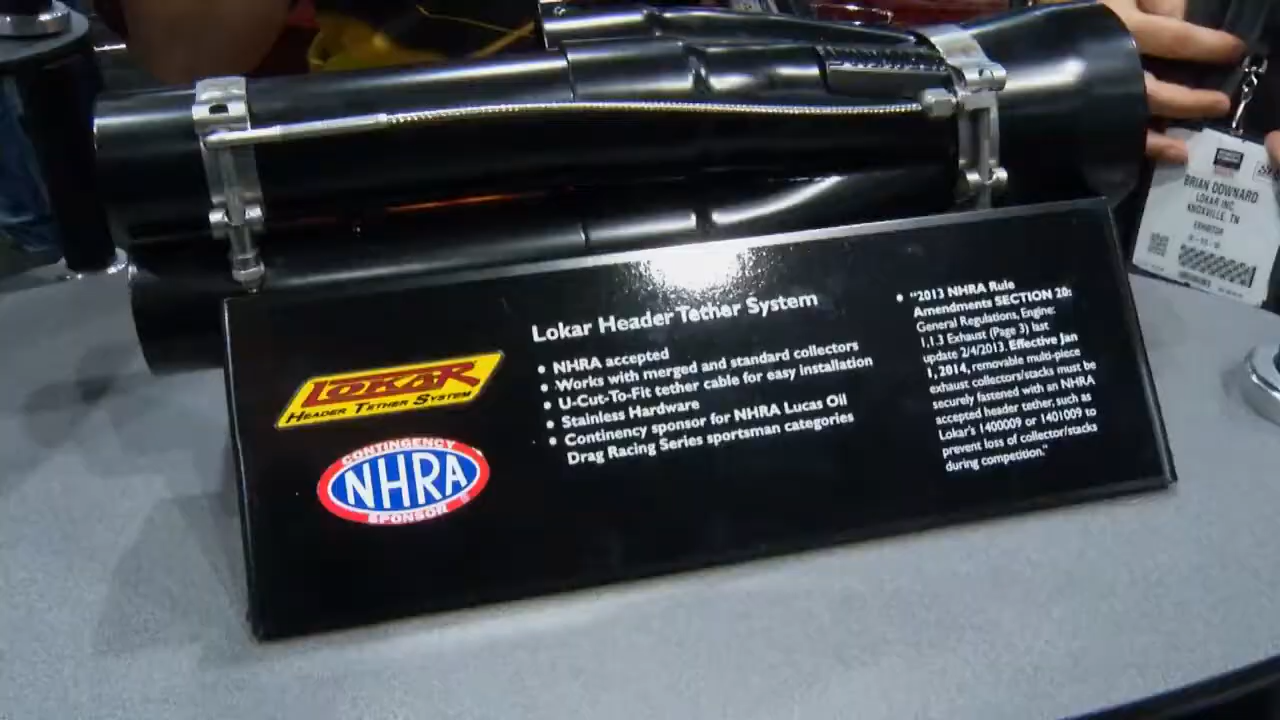 LOKAR
HEADER TETHER SYSTEM
CONTINGENCY
NHRA
SPONSOR
Lokar Header Tether System
• NHRA accepted
• Works with merged and standard collectors
• U-Cut-To-Fit tether cable for easy installation
• Stainless Hardware
• Continency sponsor for NHRA Lucas Oil
Drag Racing Series sportsman categories
• "2013 NHRA Rule
Amendments SECTION 20:
General Regulations, Engine:
1.1.3 Exhaust (Page 3) last
update 2/4/2013. Effective Jan
1, 2014, removable multi-piece
exhaust collectors/stacks must be
securely fastened with an NHRA
accepted header tether, such as
Lokar's 1400009 or 1401009 to
prevent loss of collector/stacks
during competition."
BRIAN DOWNARD
LOKAR INC
KNOXVILLE, TN
EXHIBITOR